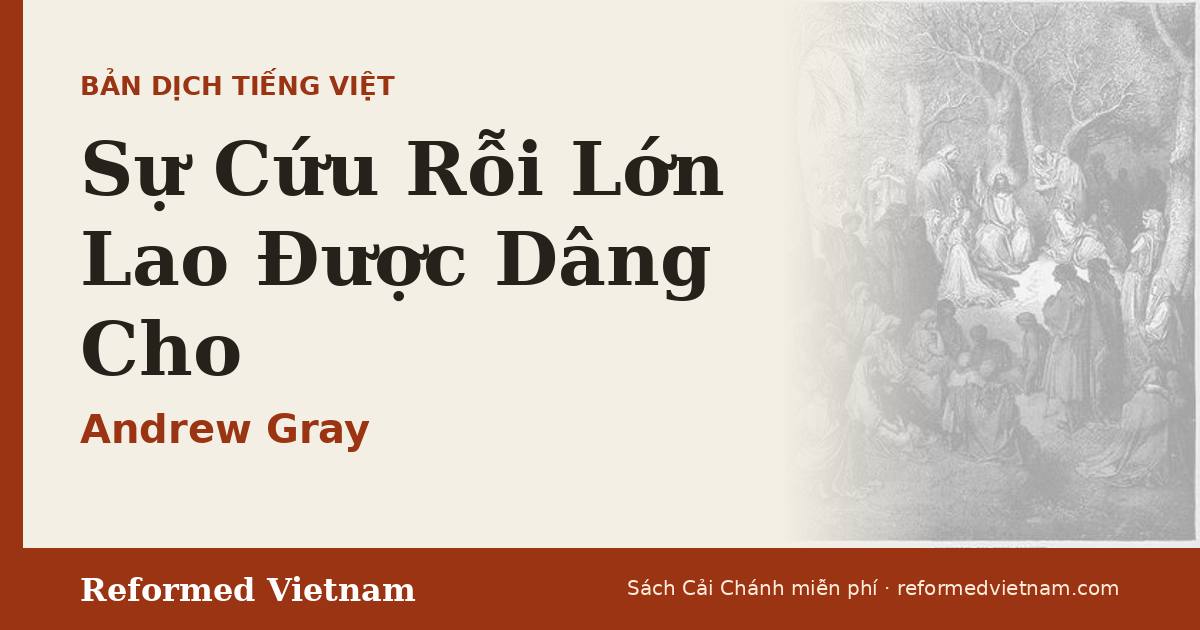 BẢN DỊCH TIẾNG VIỆT
Sự Cứu Rỗi Lớn
Lao Được Dâng
Cho
Andrew Gray
Reformed Vietnam
Sách Cải Chánh miễn phí · reformedvietnam.com